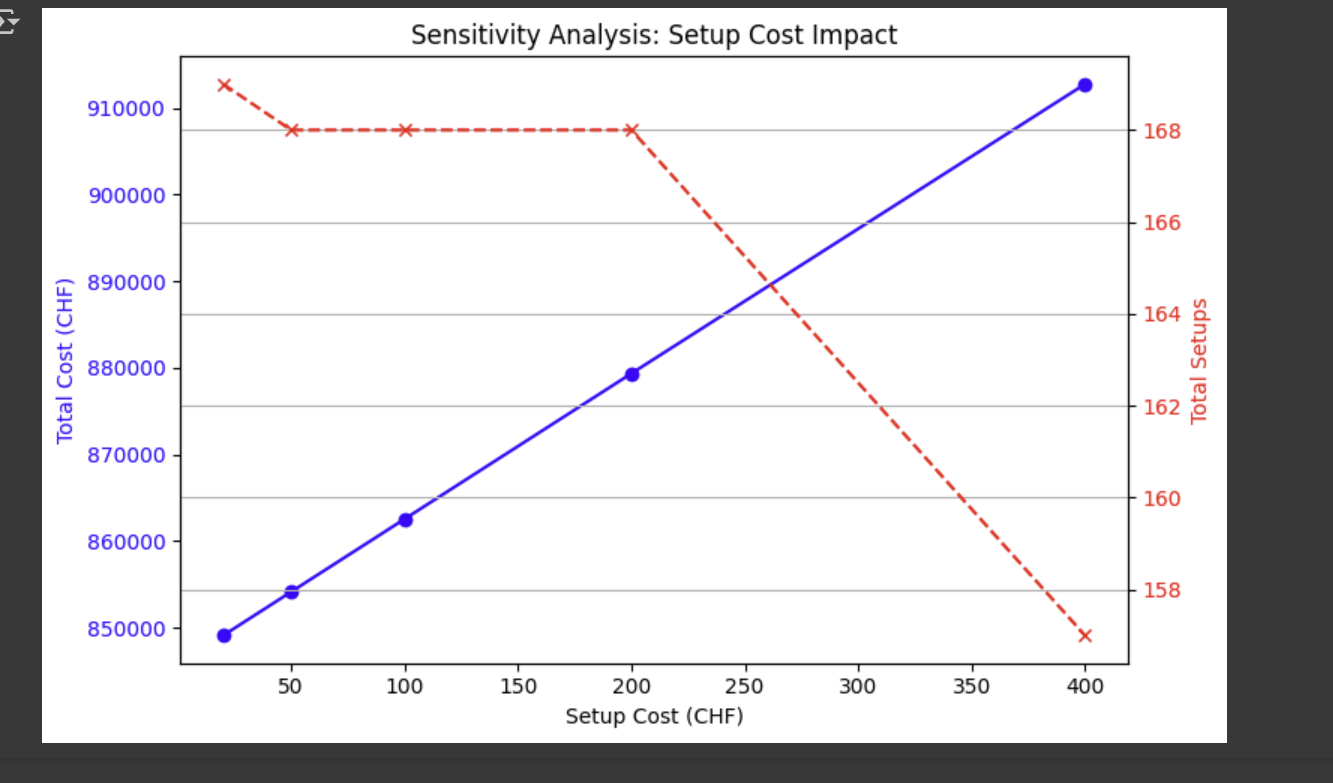 Sensitivity Analysis: Setup Cost Impact
Total Cost (CHF)
910000
900000
890000
880000
870000
860000
850000
168
166
164
162
160
158
Total Setups
50 100 150 200 250 300 350 400
Setup Cost (CHF)